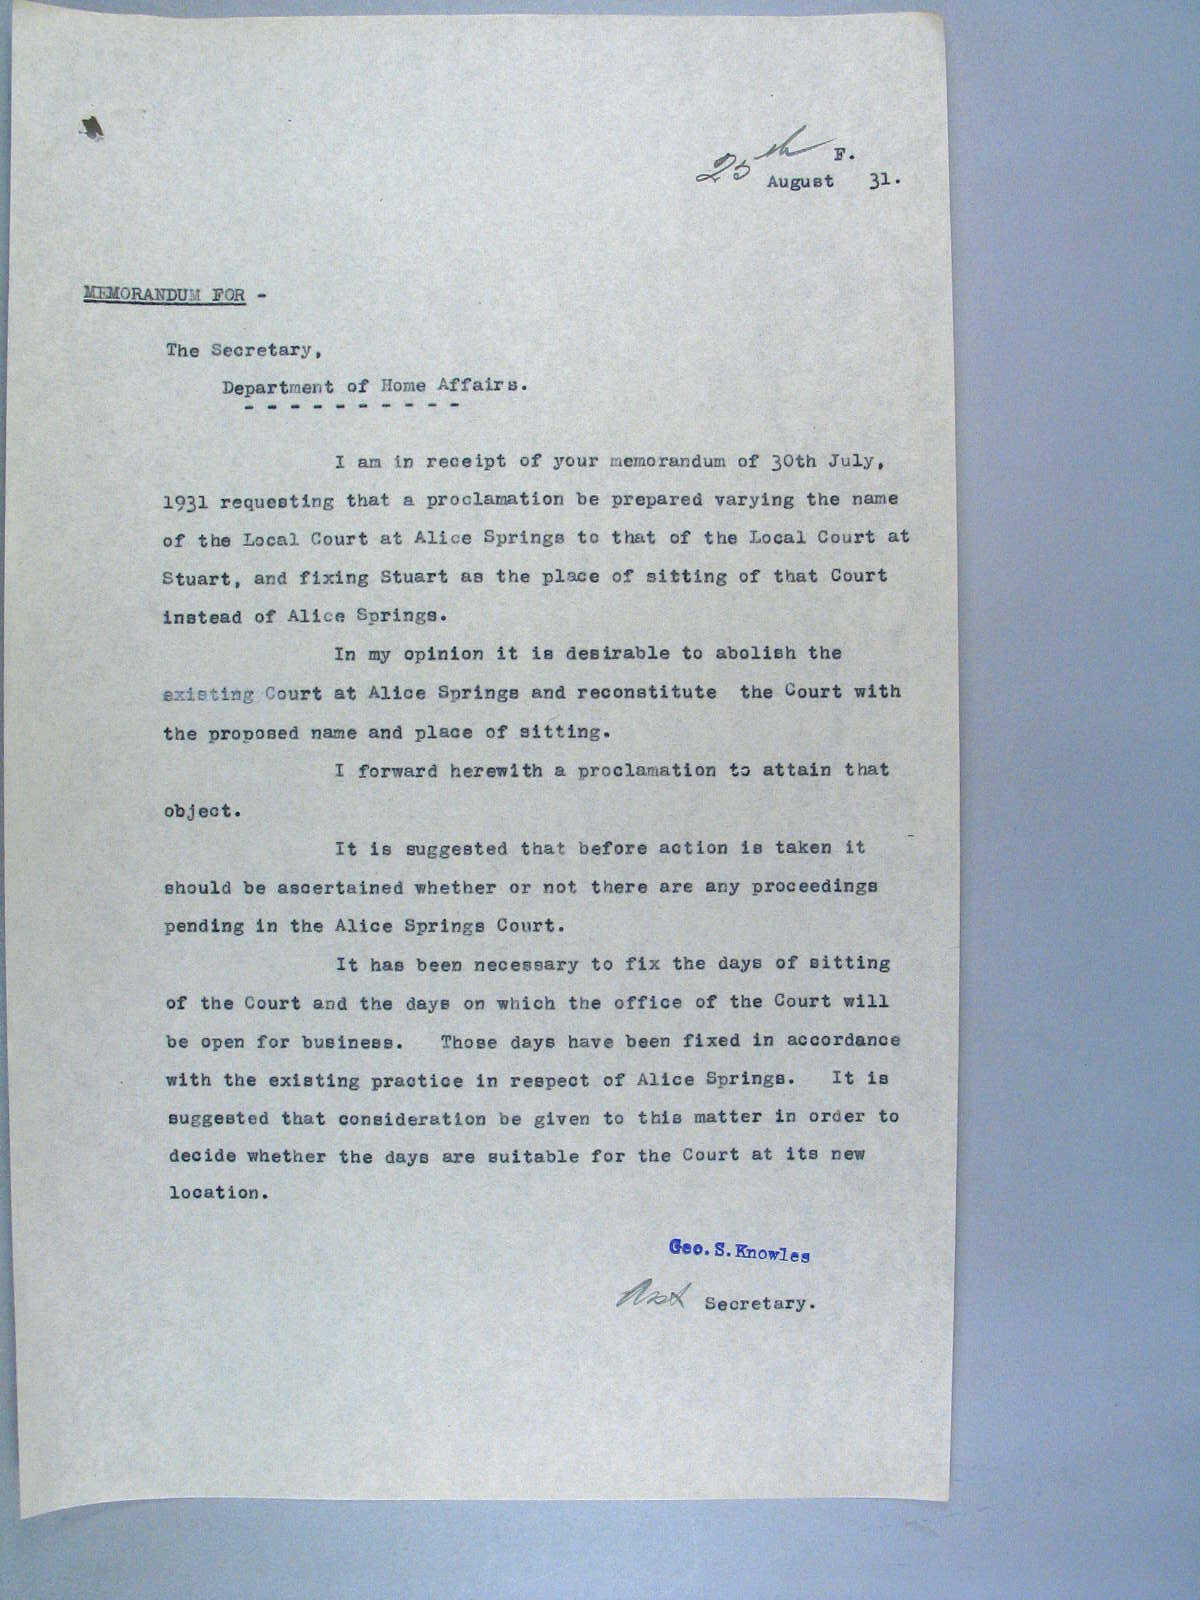 25th F.
August 31.
MEMORANDUM FOR -
The Secretary,
Department of Home Affairs.
- - - - - - - - - -
I am in receipt of your memorandum of 30th July,
1931 requesting that a proclamation be prepared varying the name
of the Local Court at Alice Springs to that of the Local Court at
Stuart, and fixing Stuart as the place of sitting of that Court
instead of Alice Springs.
In my opinion it is desirable to abolish the
existing Court at Alice Springs and reconstitute the Court with
the proposed name and place of sitting.
I forward herewith a proclamation to attain that
object.
It is suggested that before action is taken it
should be ascertained whether or not there are any proceedings
pending in the Alice Springs Court.
It has been necessary to fix the days of sitting
of the Court and the days on which the office of the Court will
be open for business. Those days have been fixed in accordance
with the existing practice in respect of Alice Springs. It is
suggested that consideration be given to this matter in order to
decide whether the days are suitable for the Court at its new
location.
Geo. S. Knowles
Asst Secretary.